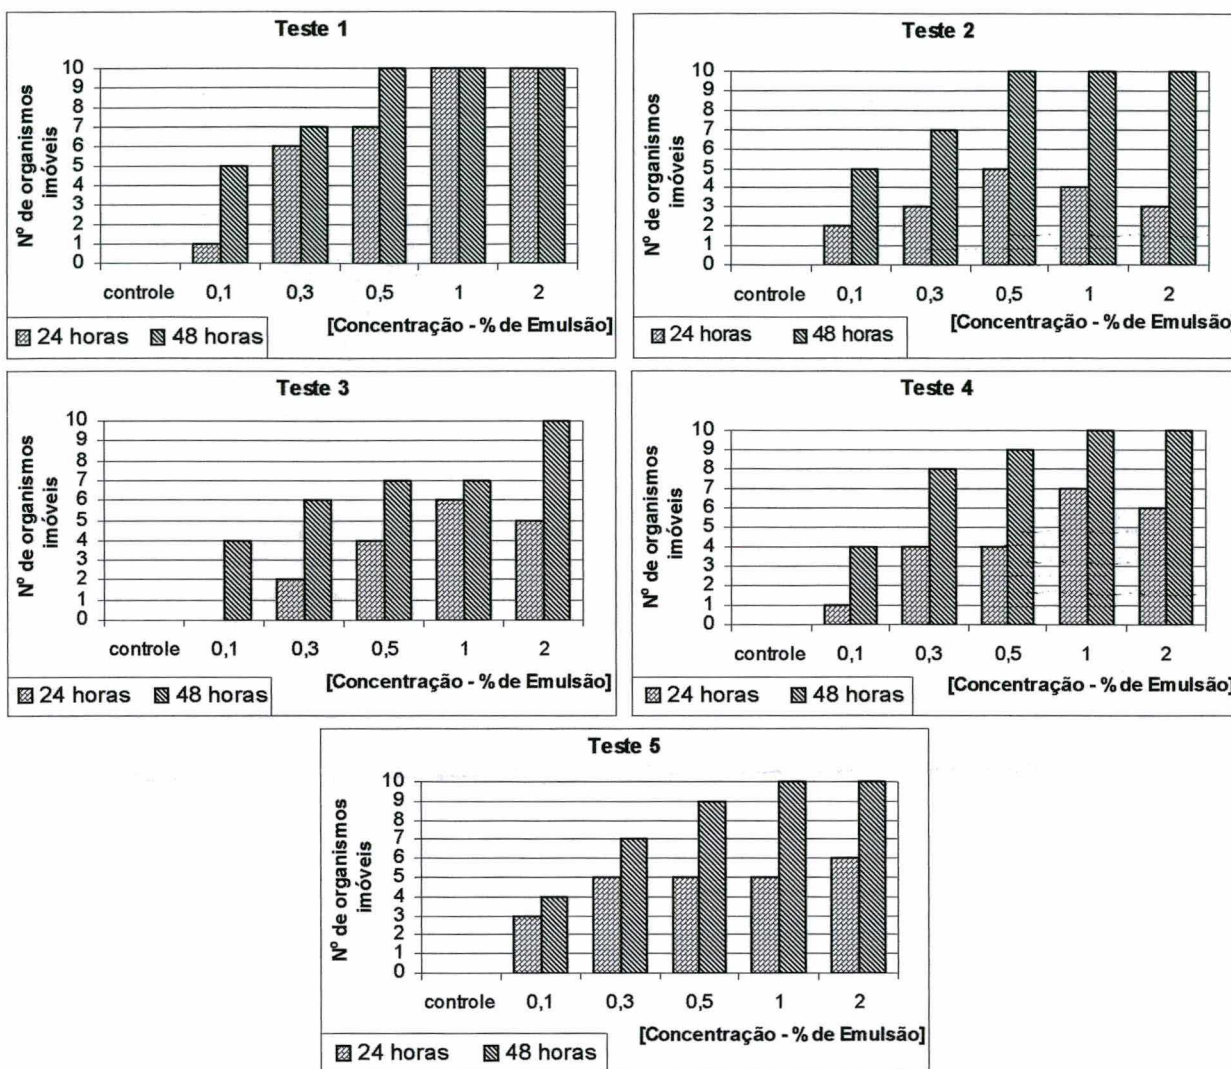 Teste 1
Nº de organismos
imóveis
10
9
8
7
6
5
4
3
2
1
0
controle 0,1 0,3 0,5 1 2
[Concentração - % de Emulsão]
24 horas 48 horas
Teste 2
Nº de organismos
imóveis
10
9
8
7
6
5
4
3
2
1
0
controle 0,1 0,3 0,5 1 2
[Concentração - % de Emulsão]
24 horas 48 horas
Teste 3
Nº de organismos
imóveis
10
9
8
7
6
5
4
3
2
1
0
controle 0,1 0,3 0,5 1 2
[Concentração - % de Emulsão]
24 horas 48 horas
Teste 4
Nº de organismos
imóveis
10
9
8
7
6
5
4
3
2
1
0
controle 0,1 0,3 0,5 1 2
[Concentração - % de Emulsão]
24 horas 48 horas
Teste 5
Nº de organismos
imóveis
10
9
8
7
6
5
4
3
2
1
0
controle 0,1 0,3 0,5 1 2
[Concentração - % de Emulsão]
24 horas 48 horas